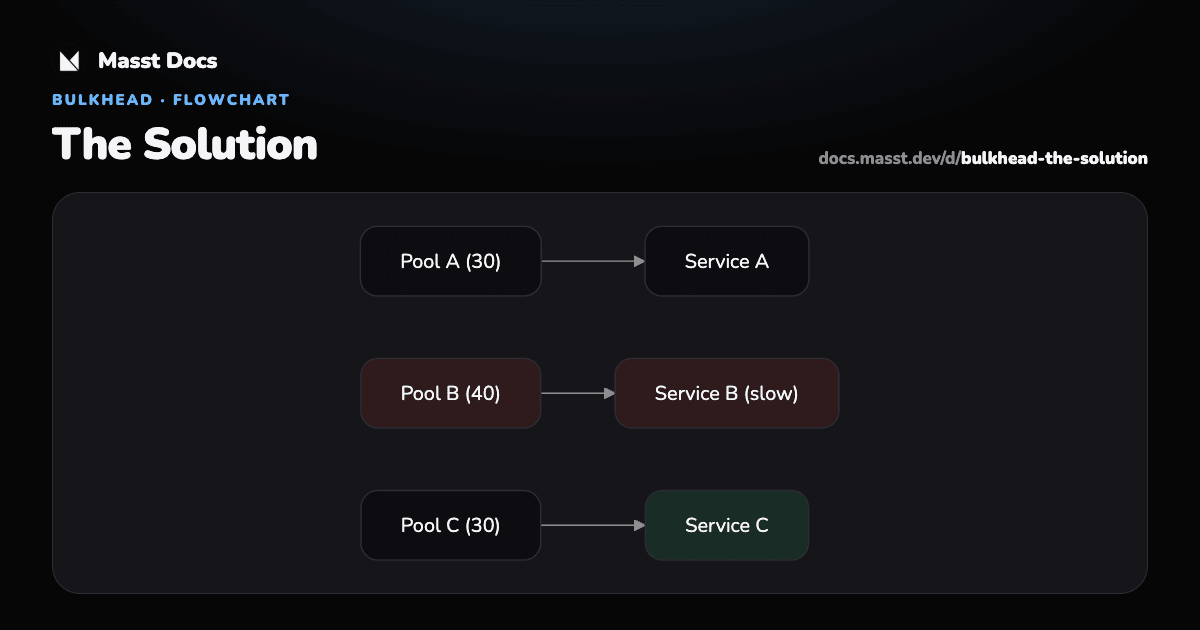 Masst Docs
BULKHEAD · FLOWCHART
The Solution
docs.masst.dev/d/bulkhead-the-solution
Pool A (30)
Service A
Pool B (40)
Service B (slow)
Pool C (30)
Service C